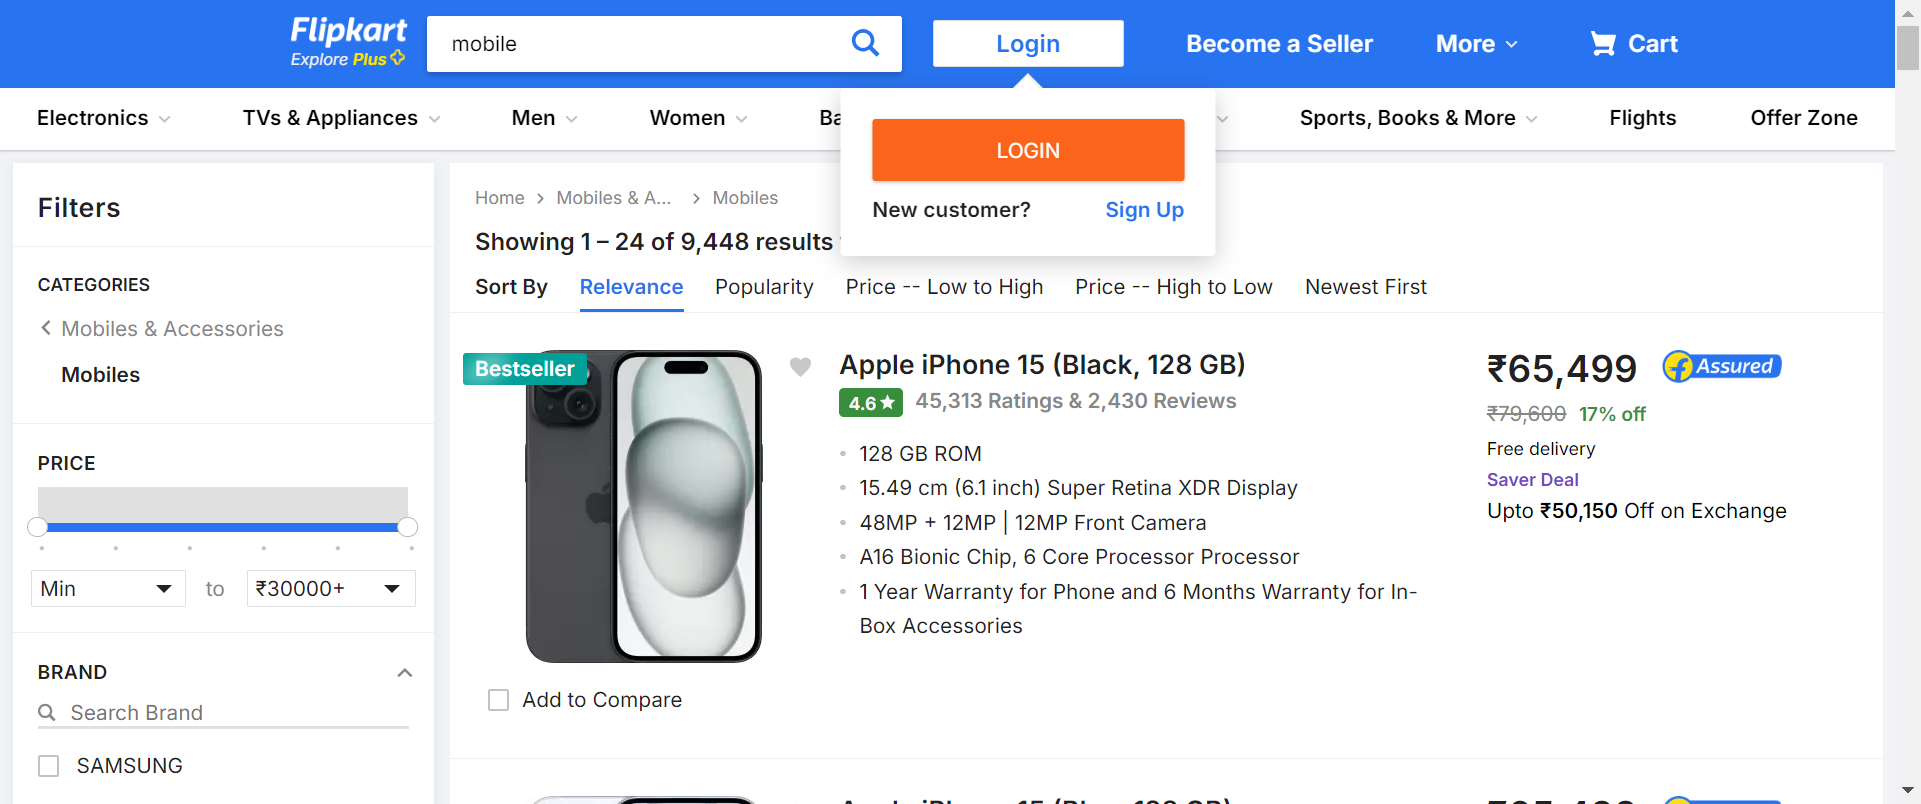 Flipkart
Explore Plus
mobile
Login
Become a Seller
More
Cart
Electronics
TVs & Appliances
Men
Women
Ba
Sports, Books & More
Flights
Offer Zone
LOGIN
New customer?
Sign Up
Filters
CATEGORIES
Mobiles & Accessories
Mobiles
PRICE
Min
to
₹30000+
BRAND
Search Brand
SAMSUNG
Home
Mobiles & A...
Mobiles
Showing 1 – 24 of 9,448 results
Sort By
Relevance
Popularity
Price -- Low to High
Price -- High to Low
Newest First
Bestseller
Apple iPhone 15 (Black, 128 GB)
4.6★
45,313 Ratings & 2,430 Reviews
128 GB ROM
15.49 cm (6.1 inch) Super Retina XDR Display
48MP + 12MP | 12MP Front Camera
A16 Bionic Chip, 6 Core Processor Processor
1 Year Warranty for Phone and 6 Months Warranty for In-
Box Accessories
₹65,499
Assured
₹79,600
17% off
Free delivery
Saver Deal
Upto ₹50,150 Off on Exchange
Add to Compare